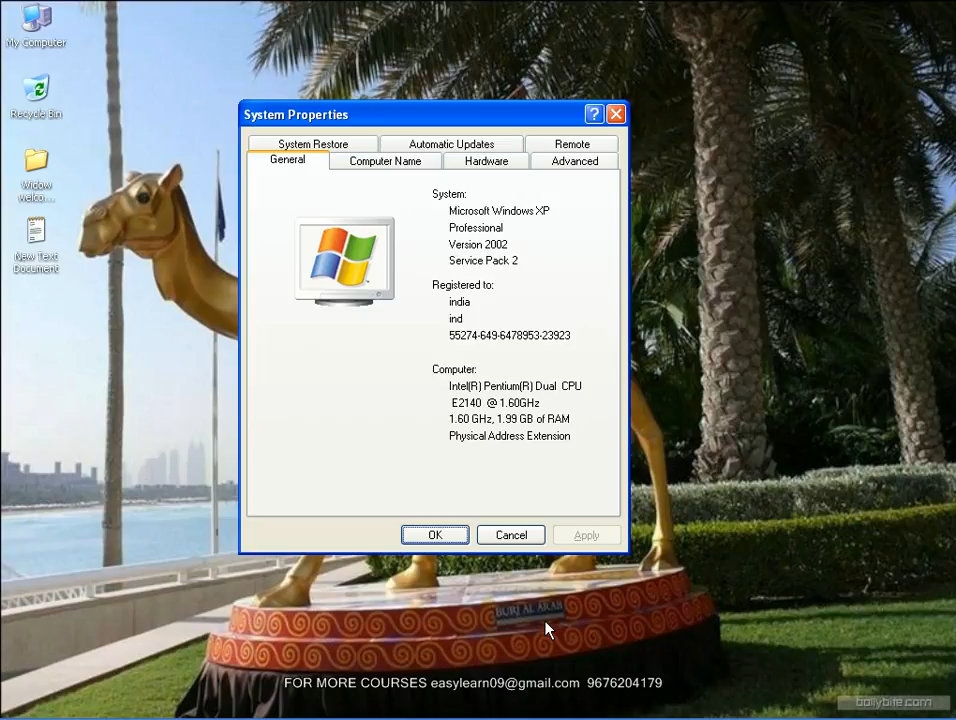 My Computer
Recycle Bin
Widow
welco...
New Text
Document
System Properties
System Restore
Automatic Updates
Remote
General
Computer Name
Hardware
Advanced
System:
Microsoft Windows XP
Professional
Version 2002
Service Pack 2
Registered to:
india
ind
55274-649-6478953-23923
Computer:
Intel(R) Pentium(R) Dual CPU
E2140 @ 1.60GHz
1.60 GHz, 1.99 GB of RAM
Physical Address Extension
OK
Cancel
Apply
BURJ AL ARAB
FOR MORE COURSES easylearn09@gmail.com 9676204179
bollybite.com